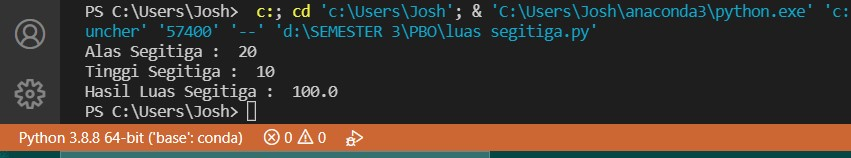 PS C:\Users\Josh>  c:; cd 'c:\Users\Josh'; & 'C:\Users\Josh\anaconda3\python.exe' 'c:
uncher' '57400' '--' 'd:\SEMESTER 3\PBO\luas segitiga.py'
Alas Segitiga :  20
Tinggi Segitiga :  10
Hasil Luas Segitiga :  100.0
PS C:\Users\Josh>
Python 3.8.8 64-bit ('base': conda) 0 0